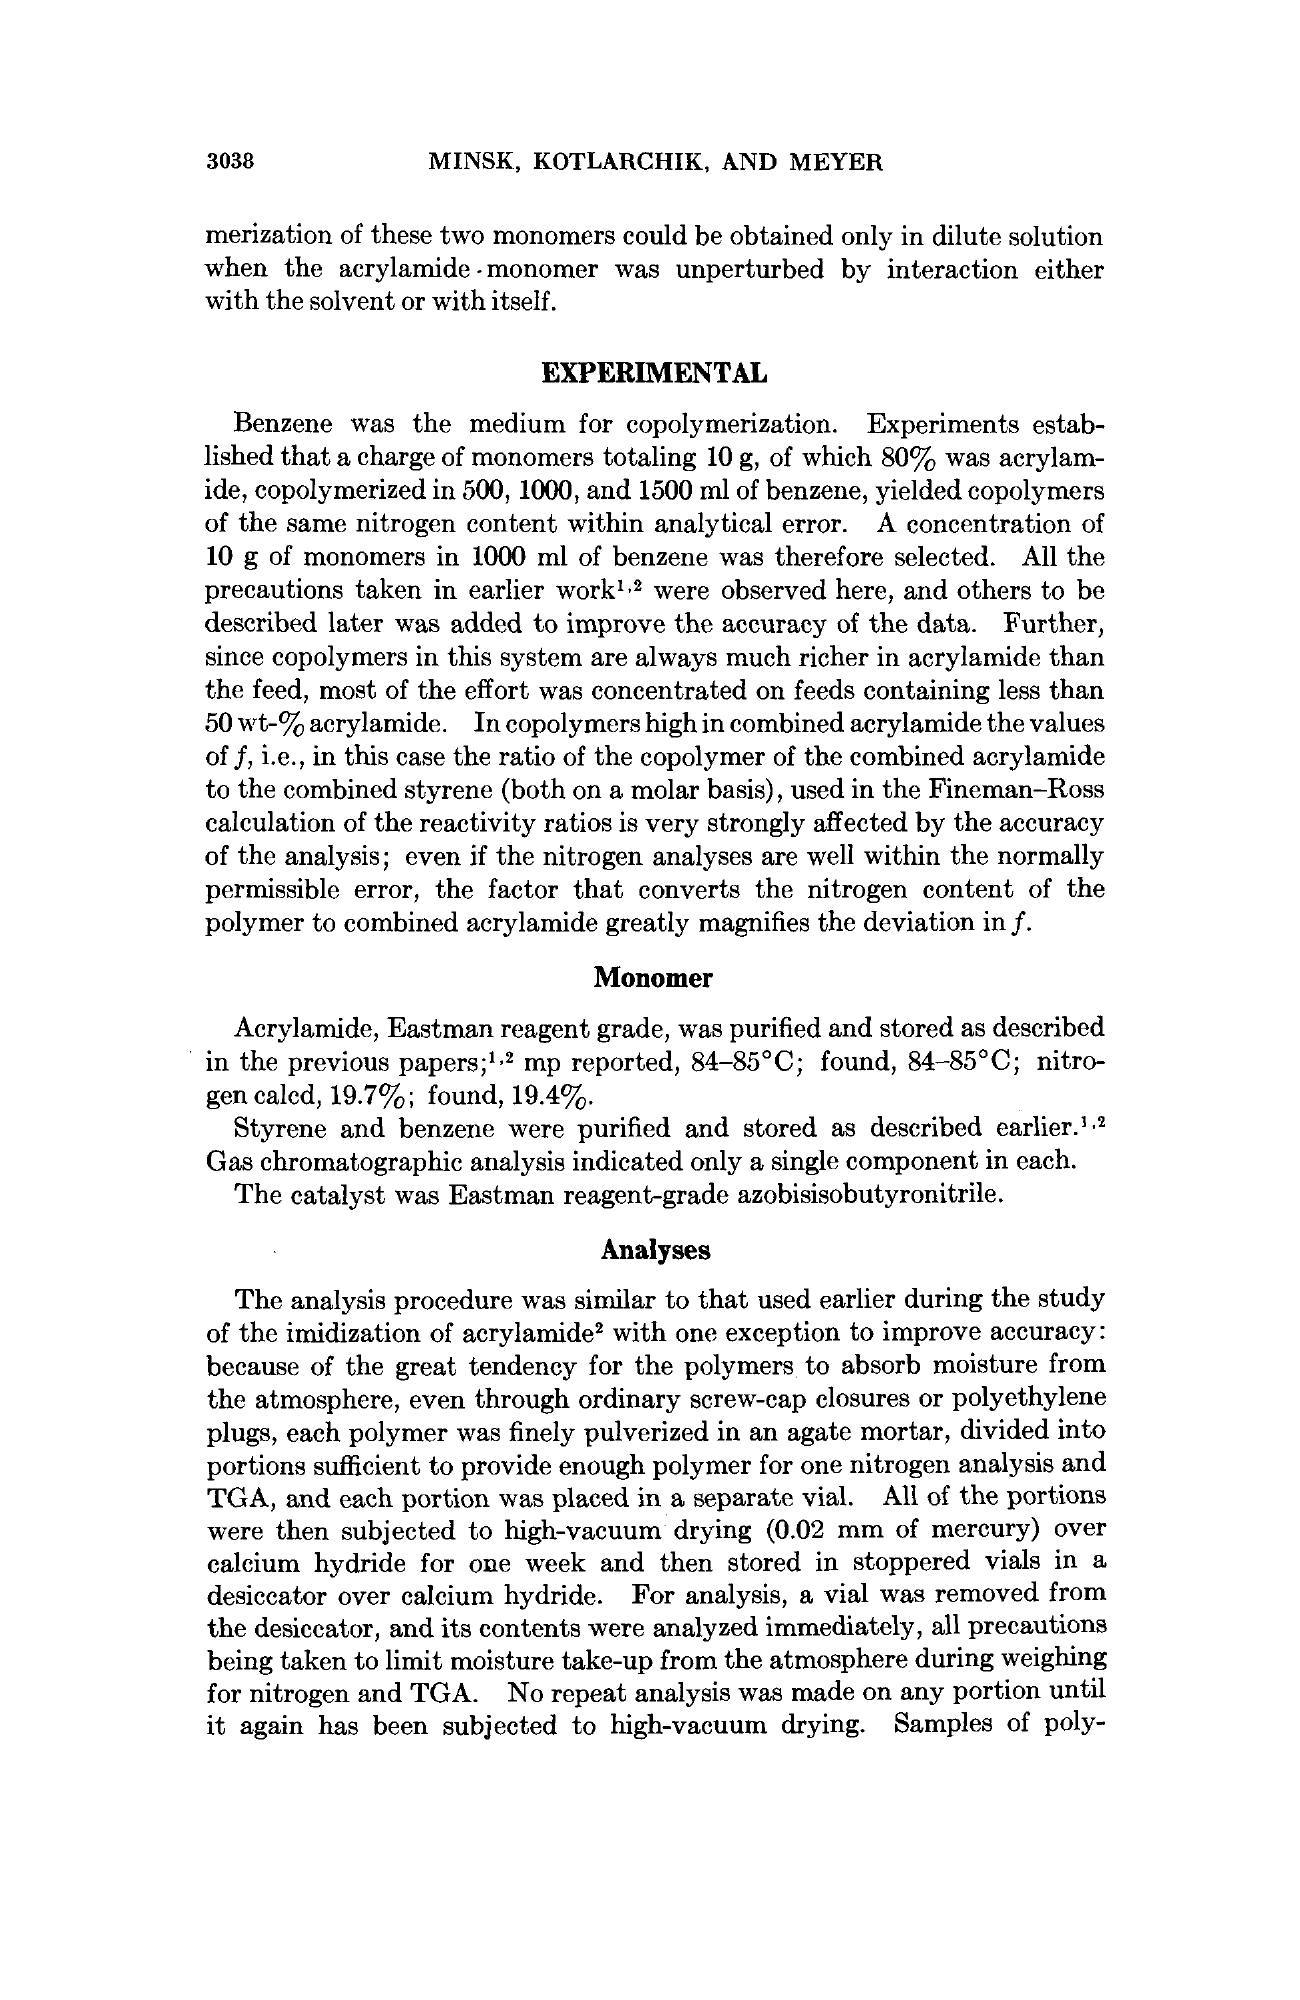 3038 MINSK, KOTLARCHIK, AND MEYER
merization of these two monomers could be obtained only in dilute solution
when the acrylamide-monomer was unperturbed by interaction either
with the solvent or with itself.
EXPERIMENTAL
Benzene was the medium for copolymerization. Experiments estab-
lished that a charge of monomers totaling 10 g, of which 80% was acrylam-
ide, copolymerized in 500, 1000, and 1500 ml of benzene, yielded copolymers
of the same nitrogen content within analytical error. A concentration of
10 g of monomers in 1000 ml of benzene was therefore selected. All the
precautions taken in earlier work¹,² were observed here, and others to be
described later was added to improve the accuracy of the data. Further,
since copolymers in this system are always much richer in acrylamide than
the feed, most of the effort was concentrated on feeds containing less than
50 wt-% acrylamide. In copolymers high in combined acrylamide the values
of f, i.e., in this case the ratio of the copolymer of the combined acrylamide
to the combined styrene (both on a molar basis), used in the Fineman–Ross
calculation of the reactivity ratios is very strongly affected by the accuracy
of the analysis; even if the nitrogen analyses are well within the normally
permissible error, the factor that converts the nitrogen content of the
polymer to combined acrylamide greatly magnifies the deviation in f.
Monomer
Acrylamide, Eastman reagent grade, was purified and stored as described
in the previous papers;¹,² mp reported, 84–85°C; found, 84–85°C; nitro-
gen calcd, 19.7%; found, 19.4%.
Styrene and benzene were purified and stored as described earlier.¹,²
Gas chromatographic analysis indicated only a single component in each.
The catalyst was Eastman reagent-grade azobisisobutyronitrile.
Analyses
The analysis procedure was similar to that used earlier during the study
of the imidization of acrylamide² with one exception to improve accuracy:
because of the great tendency for the polymers to absorb moisture from
the atmosphere, even through ordinary screw-cap closures or polyethylene
plugs, each polymer was finely pulverized in an agate mortar, divided into
portions sufficient to provide enough polymer for one nitrogen analysis and
TGA, and each portion was placed in a separate vial. All of the portions
were then subjected to high-vacuum drying (0.02 mm of mercury) over
calcium hydride for one week and then stored in stoppered vials in a
desiccator over calcium hydride. For analysis, a vial was removed from
the desiccator, and its contents were analyzed immediately, all precautions
being taken to limit moisture take-up from the atmosphere during weighing
for nitrogen and TGA. No repeat analysis was made on any portion until
it again has been subjected to high-vacuum drying. Samples of poly-